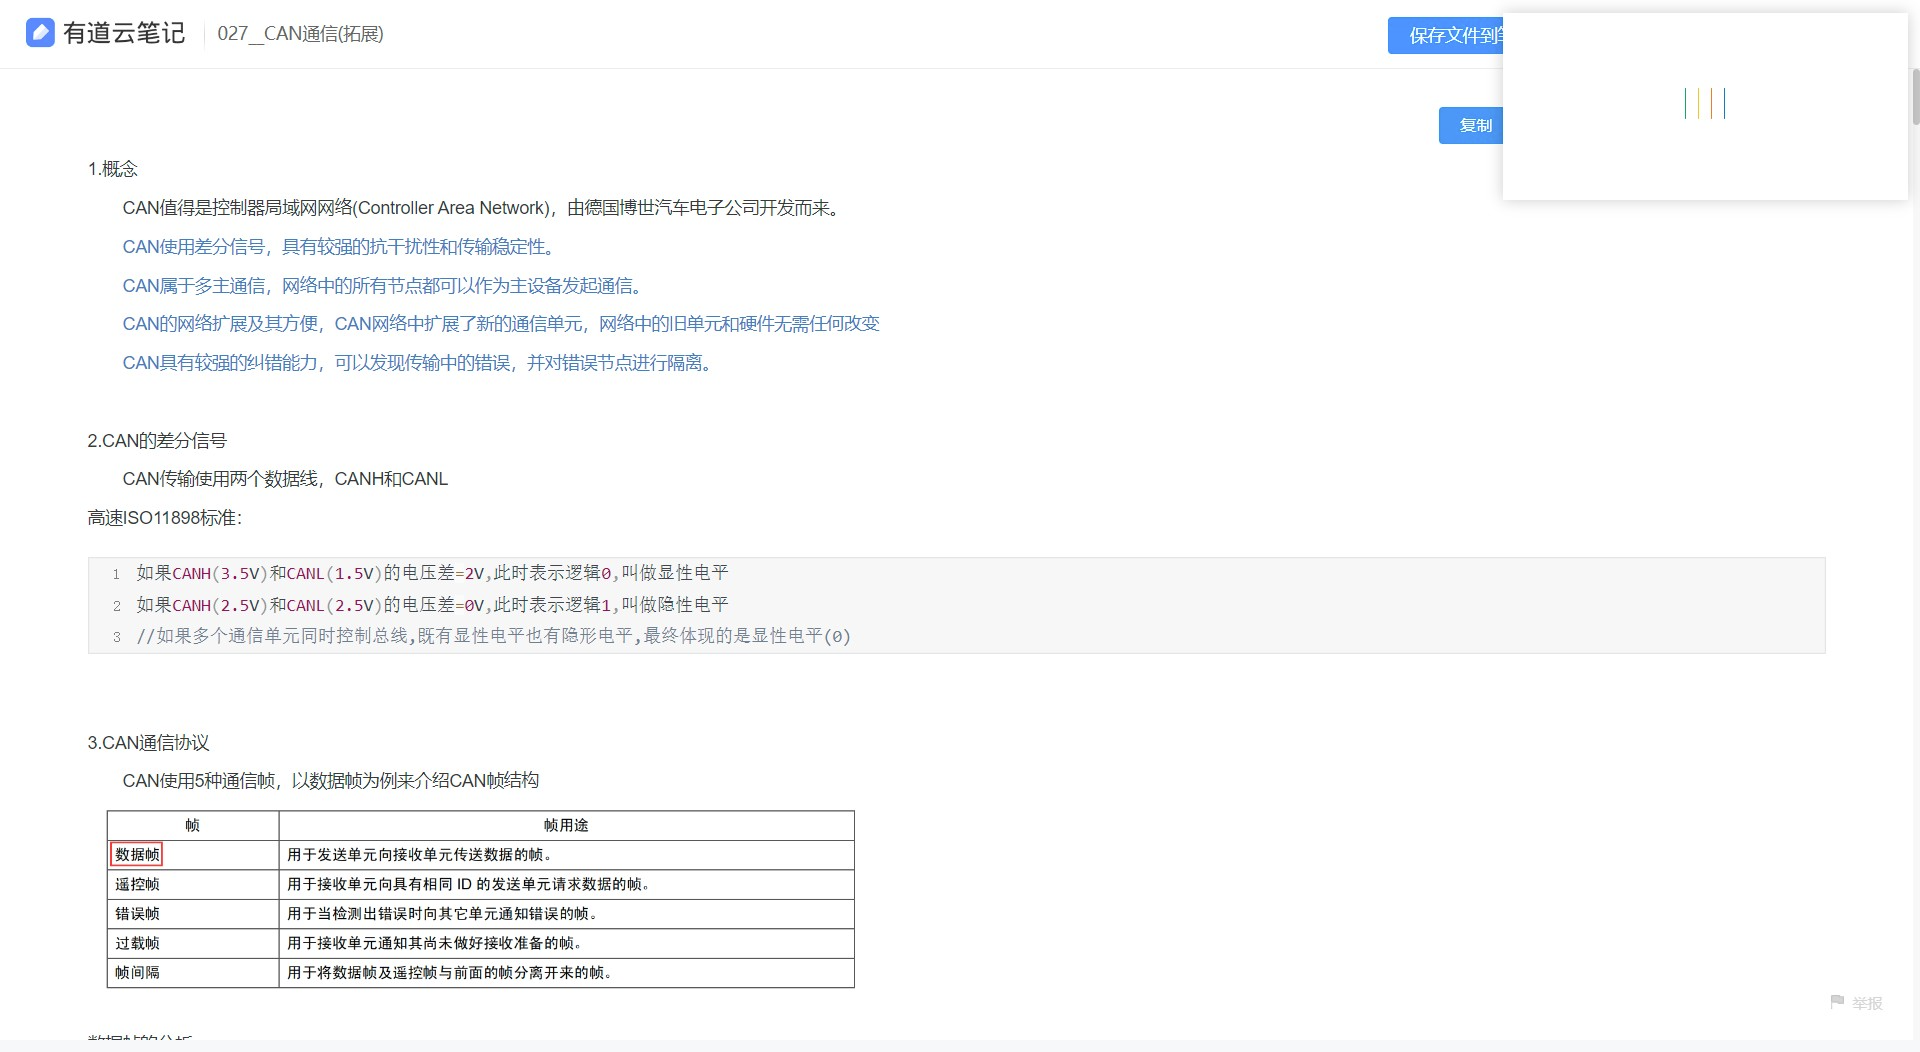 有道云笔记
027__CAN通信(拓展)
保存文件到
复制
1.概念
CAN值得是控制器局域网网络(Controller Area Network)，由德国博世汽车电子公司开发而来。
CAN使用差分信号，具有较强的抗干扰性和传输稳定性。
CAN属于多主通信，网络中的所有节点都可以作为主设备发起通信。
CAN的网络扩展及其方便，CAN网络中扩展了新的通信单元，网络中的旧单元和硬件无需任何改变
CAN具有较强的纠错能力，可以发现传输中的错误，并对错误节点进行隔离。
2.CAN的差分信号
CAN传输使用两个数据线，CANH和CANL
高速ISO11898标准：
1 如果CANH(3.5V)和CANL(1.5V)的电压差=2V,此时表示逻辑0,叫做显性电平
2 如果CANH(2.5V)和CANL(2.5V)的电压差=0V,此时表示逻辑1,叫做隐性电平
3 //如果多个通信单元同时控制总线,既有显性电平也有隐形电平,最终体现的是显性电平(0)
3.CAN通信协议
CAN使用5种通信帧，以数据帧为例来介绍CAN帧结构
帧 帧用途
数据帧 用于发送单元向接收单元传送数据的帧。
遥控帧 用于接收单元向具有相同 ID 的发送单元请求数据的帧。
错误帧 用于当检测出错误时向其它单元通知错误的帧。
过载帧 用于接收单元通知其尚未做好接收准备的帧。
帧间隔 用于将数据帧及遥控帧与前面的帧分离开来的帧。
举报
数据帧的分析